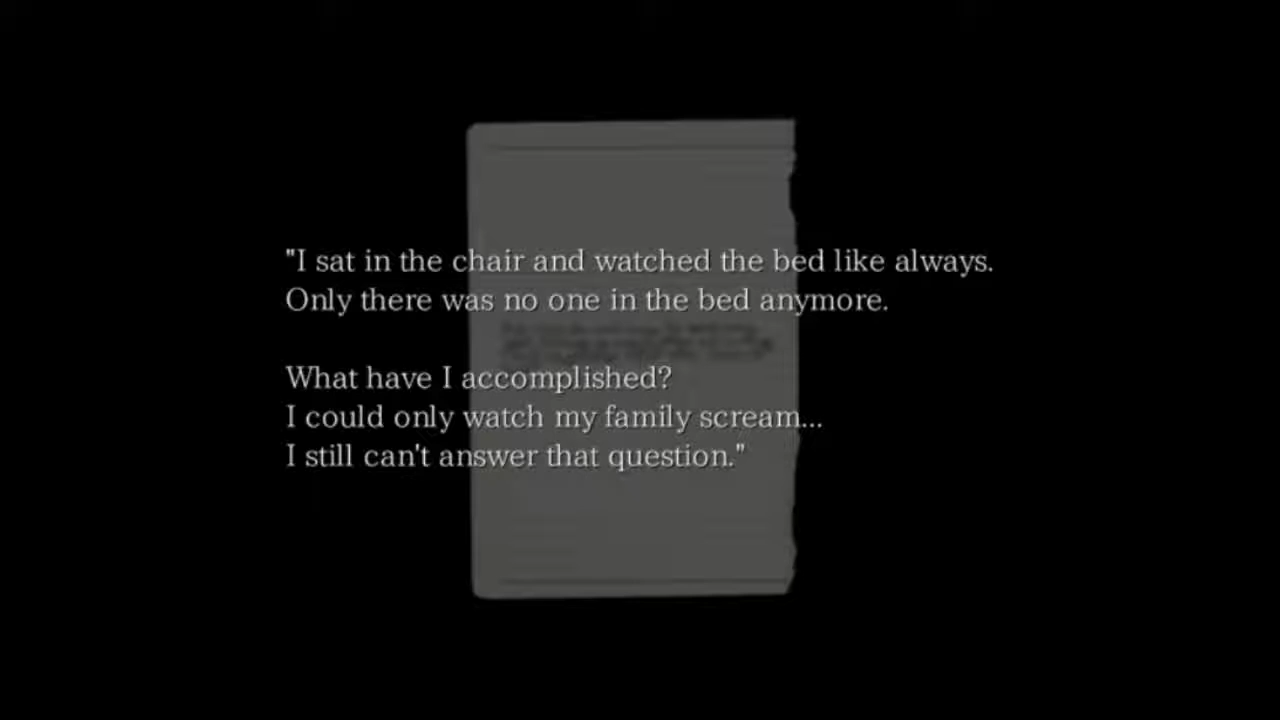 "I sat in the chair and watched the bed like always.
Only there was no one in the bed anymore.
What have I accomplished?
I could only watch my family scream...
I still can't answer that question."